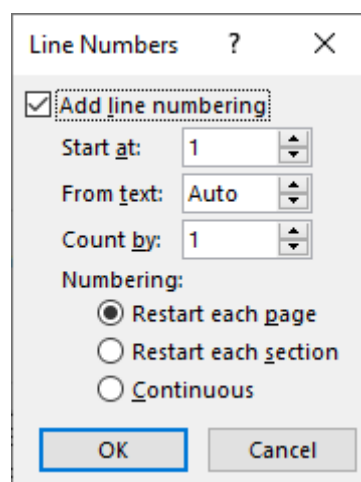 Line Numbers ?
Add line numbering
Start at: 1
From text: Auto
Count by: 1
Numbering:
Restart each page
Restart each section
Continuous
OK Cancel